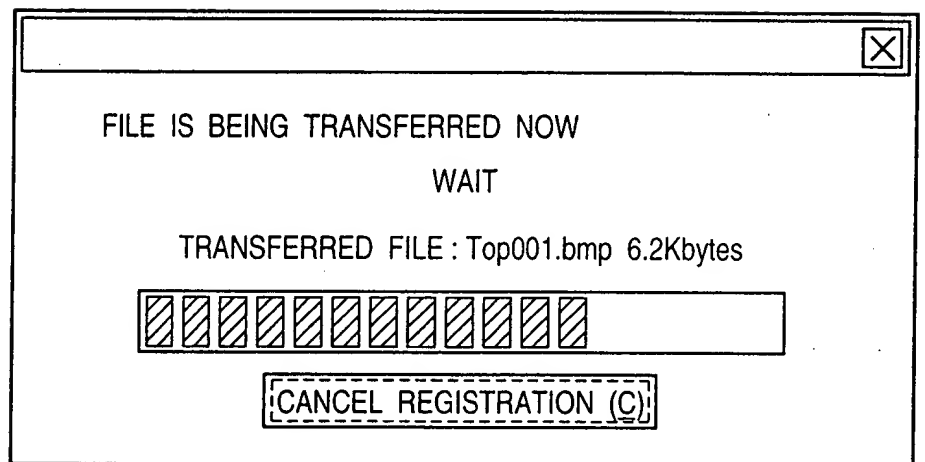 FILE IS BEING TRANSFERRED NOW
WAIT
TRANSFERRED FILE : Top001.bmp 6.2Kbytes
CANCEL REGISTRATION (C)